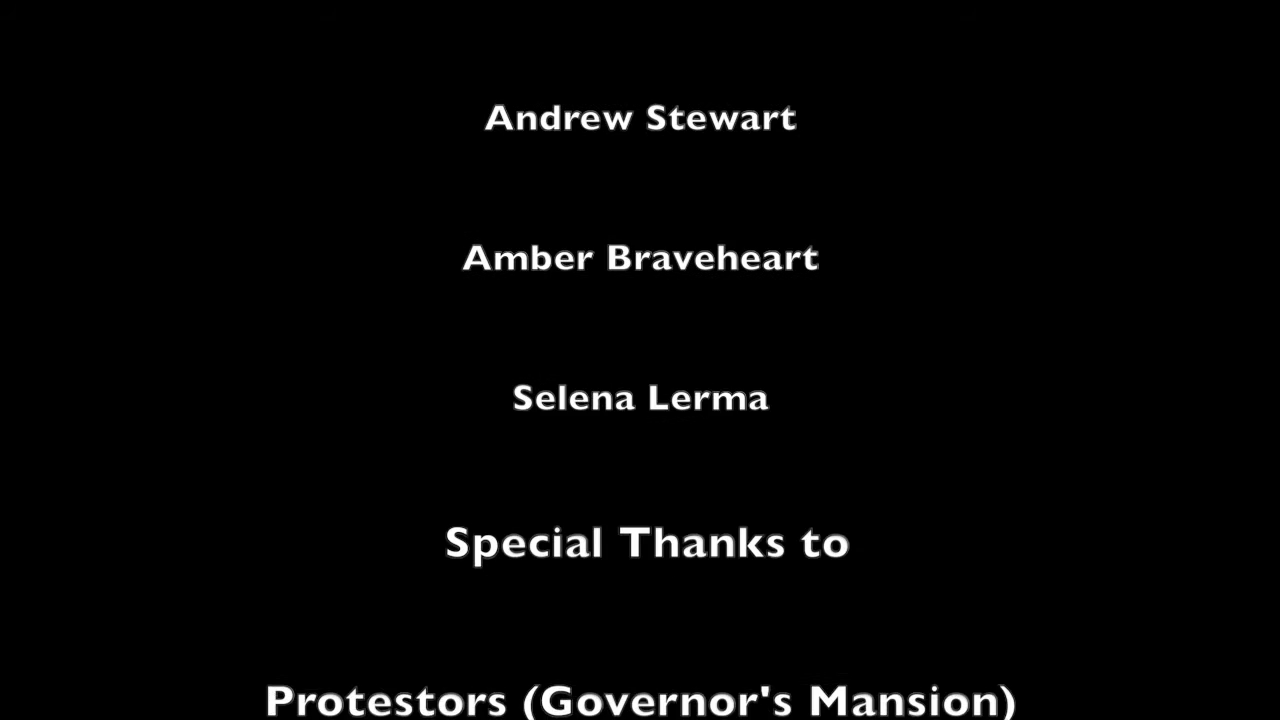 Andrew Stewart
Amber Braveheart
Selena Lerma
Special Thanks to
Protestors (Governor's Mansion)